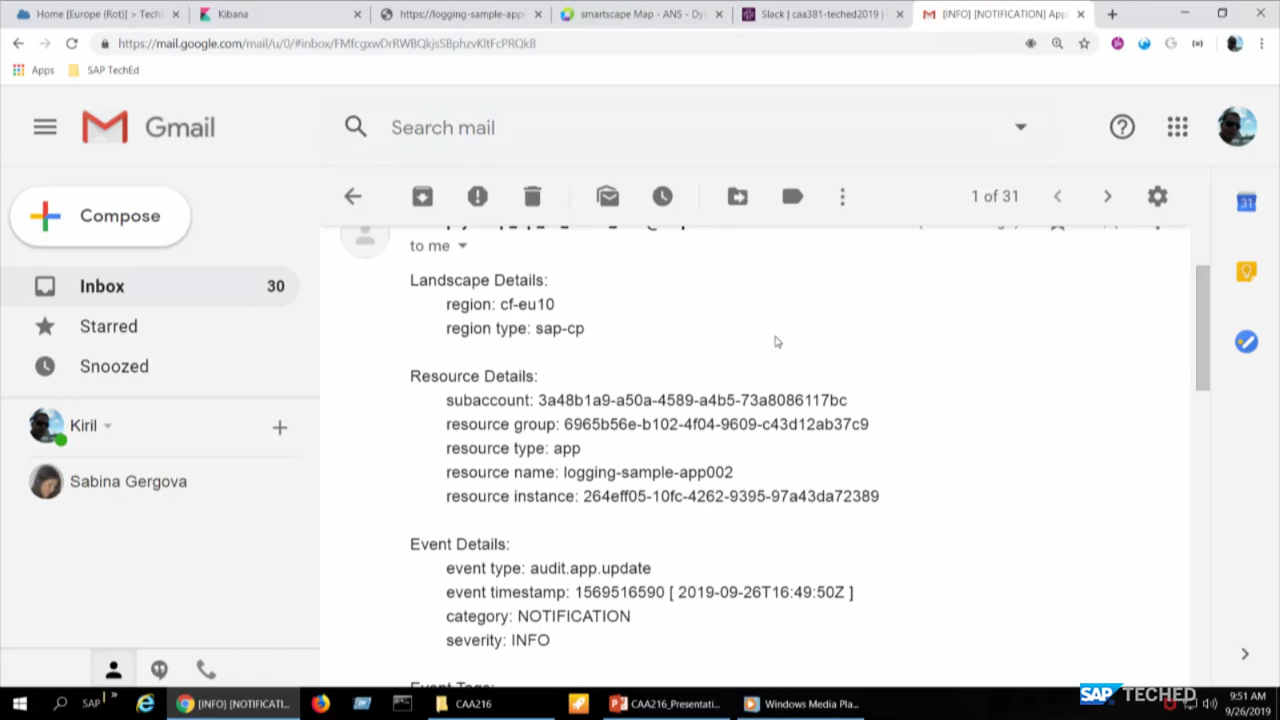 Home [Europe (Rot)] > Tech
Kibana
https://logging-sample-app
smartscape Map - ANS - Dy
Slack | caa381-teched2019 |
[INFO] [NOTIFICATION] App
https://mail.google.com/mail/u/0/#inbox/FMfcgxwDrRWBQkjsSBphzvKltFcPRQkB
Apps
SAP TechEd
Gmail
Search mail
Compose
1 of 31
31
to me
Inbox 30
Starred
Snoozed
Kiril
Sabina Gergova
Landscape Details:
region: cf-eu10
region type: sap-cp
Resource Details:
subaccount: 3a48b1a9-a50a-4589-a4b5-73a8086117bc
resource group: 6965b56e-b102-4f04-9609-c43d12ab37c9
resource type: app
resource name: logging-sample-app002
resource instance: 264eff05-10fc-4262-9395-97a43da72389
Event Details:
event type: audit.app.update
event timestamp: 1569516590 [ 2019-09-26T16:49:50Z ]
category: NOTIFICATION
severity: INFO
Event Tags:
SAP
[INFO] [NOTIFICATI...
CAA216
CAA216_Presentati...
Windows Media Pla...
SAP TECHED
9:51 AM
9/26/2019